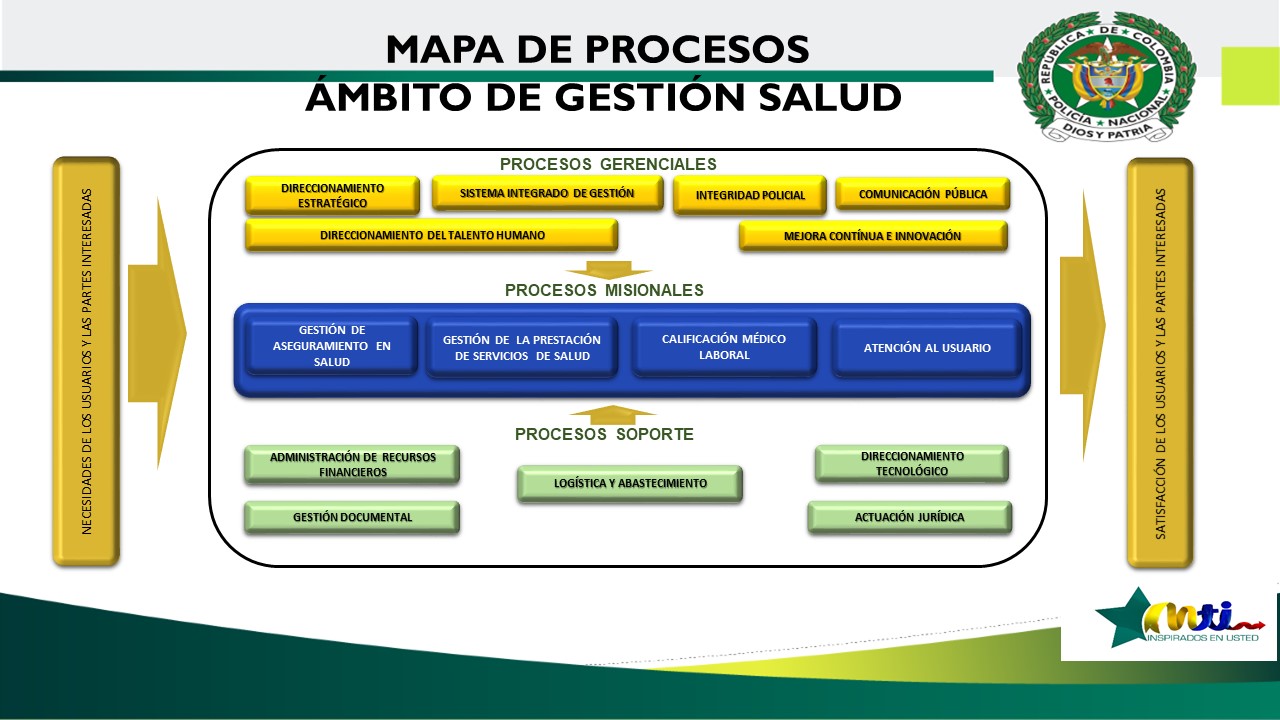 MAPA DE PROCESOS
ÁMBITO DE GESTIÓN SALUD
REPUBLICA DE COLOMBIA
POLICÍA NACIONAL
DIOS Y PATRIA
NECESIDADES DE LOS USUARIOS Y LAS PARTES INTERESADAS
PROCESOS GERENCIALES
DIRECCIONAMIENTO
ESTRATÉGICO
SISTEMA INTEGRADO DE GESTIÓN
INTEGRIDAD POLICIAL
COMUNICACIÓN PÚBLICA
DIRECCIONAMIENTO DEL TALENTO HUMANO
MEJORA CONTÍNUA E INNOVACIÓN
PROCESOS MISIONALES
GESTIÓN DE
ASEGURAMIENTO EN
SALUD
GESTIÓN DE LA PRESTACIÓN
DE SERVICIOS DE SALUD
CALIFICACIÓN MÉDICO
LABORAL
ATENCIÓN AL USUARIO
PROCESOS SOPORTE
ADMINISTRACIÓN DE RECURSOS
FINANCIEROS
LOGÍSTICA Y ABASTECIMIENTO
DIRECCIONAMIENTO
TECNOLÓGICO
GESTIÓN DOCUMENTAL
ACTUACIÓN JURÍDICA
SATISFACCIÓN DE LOS USUARIOS Y LAS PARTES INTERESADAS
mti
INSPIRADOS EN USTED